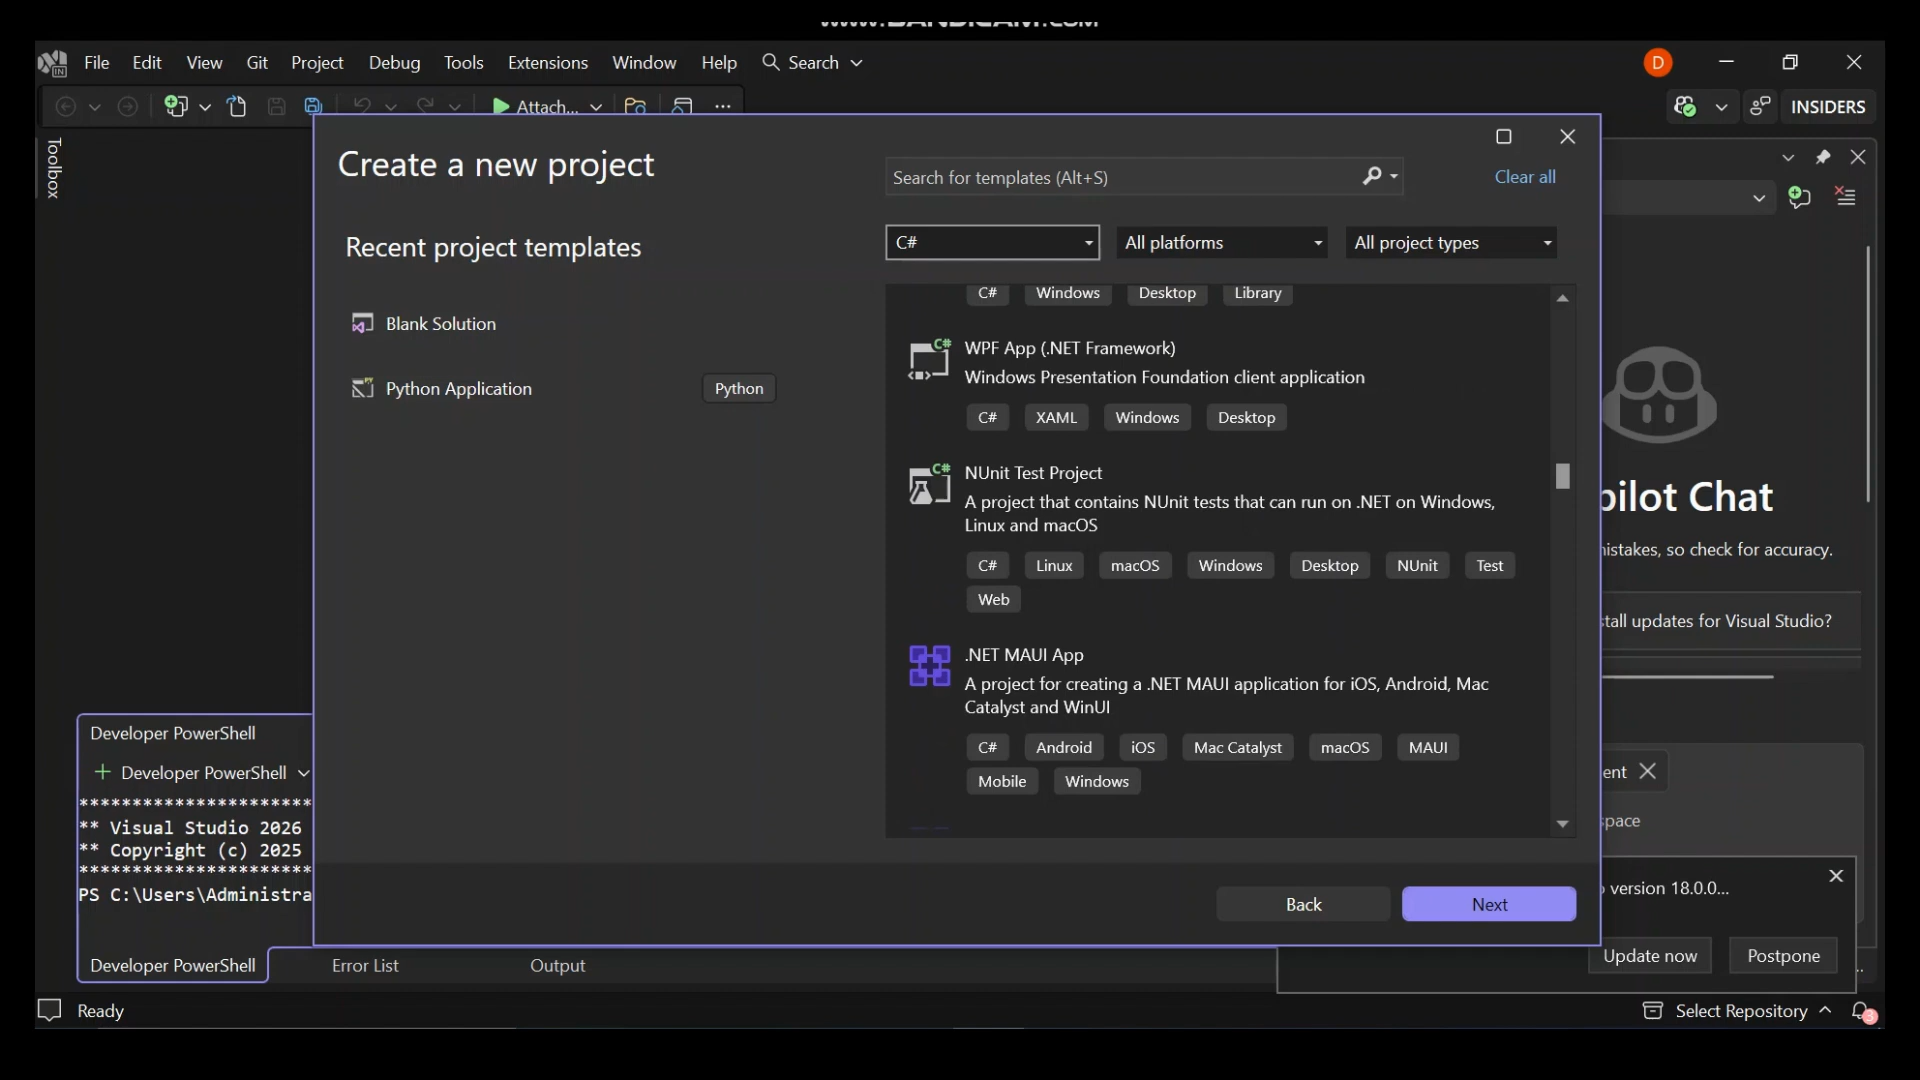 www.BANDICAM.COM
File Edit View Git Project Debug Tools Extensions Window Help Search
D
Attach... 
INSIDERS
Toolbox
Create a new project
Search for templates (Alt+S)
Clear all
C#
All platforms
All project types
Recent project templates
Blank Solution
Python Application
Python
C# Windows Desktop Library
WPF App (.NET Framework)
Windows Presentation Foundation client application
C# XAML Windows Desktop
NUnit Test Project
A project that contains NUnit tests that can run on .NET on Windows,
Linux and macOS
C# Linux macOS Windows Desktop NUnit Test
Web
.NET MAUI App
A project for creating a .NET MAUI application for iOS, Android, Mac
Catalyst and WinUI
C# Android iOS Mac Catalyst macOS MAUI
Mobile Windows
Back
Next
pilot Chat
istakes, so check for accuracy.
tall updates for Visual Studio?
ent
space
version 18.0.0...
Update now
Postpone
Developer PowerShell
Developer PowerShell
**********************
** Visual Studio 2026
** Copyright (c) 2025
**********************
PS C:\Users\Administra
Developer PowerShell
Error List
Output
Ready
Select Repository
3